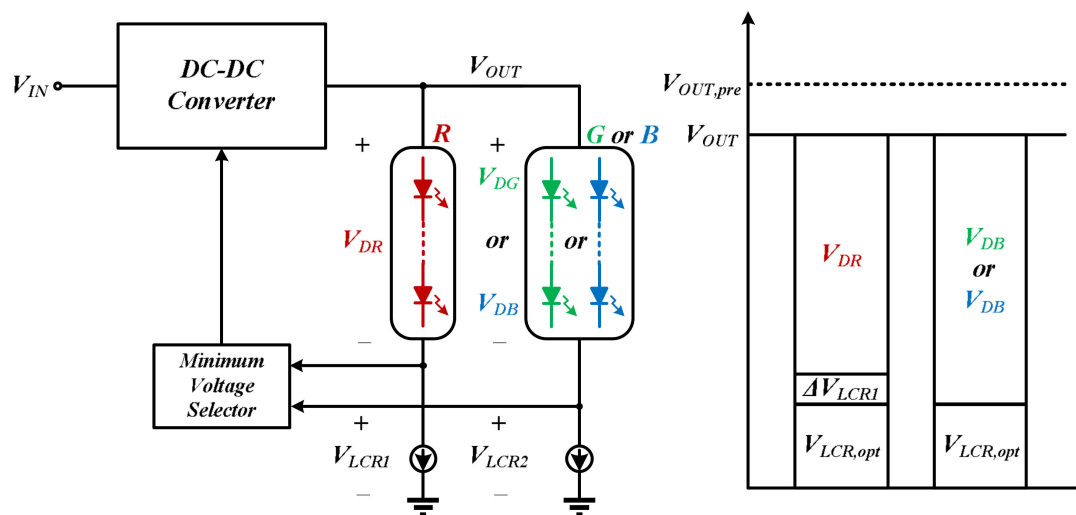 V_IN
DC-DC
Converter
V_OUT
R
G or B
+
+
V_DG
V_DR
or
or
V_DB
–
–
Minimum
Voltage
Selector
+
+
V_LCR1
V_LCR2
–
–
V_OUT,pre
V_OUT
V_DR
V_DB
or
V_DB
ΔV_LCR1
V_LCR,opt
V_LCR,opt